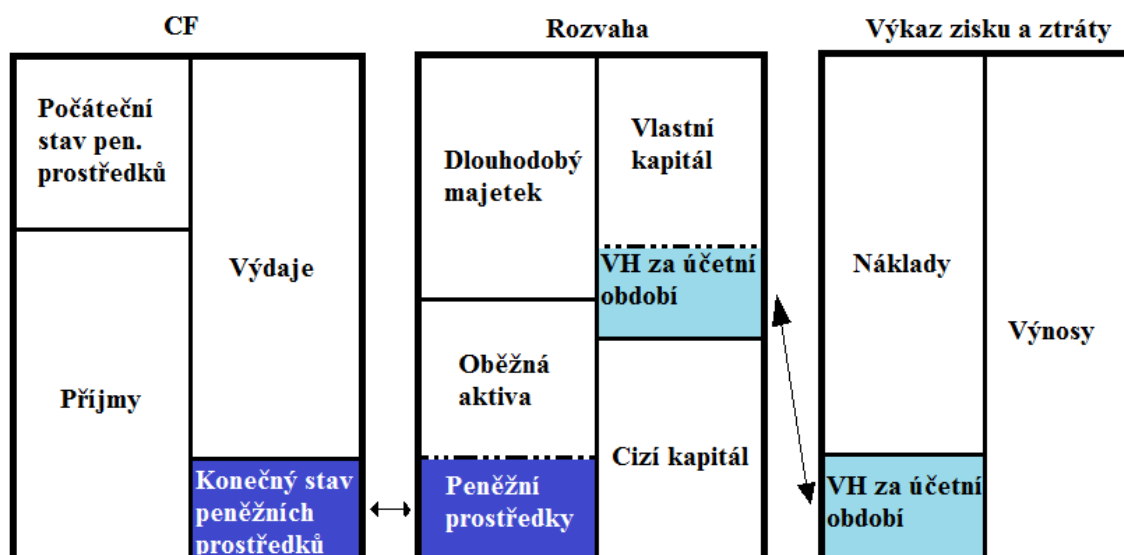 CF
Počáteční
stav pen.
prostředků
Příjmy
Výdaje
Konečný stav
peněžních
prostředků
Rozvaha
Dlouhodobý
majetek
Oběžná
aktiva
Peněžní
prostředky
Vlastní
kapitál
VH za účetní
období
Cizí kapitál
Výkaz zisku a ztráty
Náklady
VH za účetní
období
Výnosy